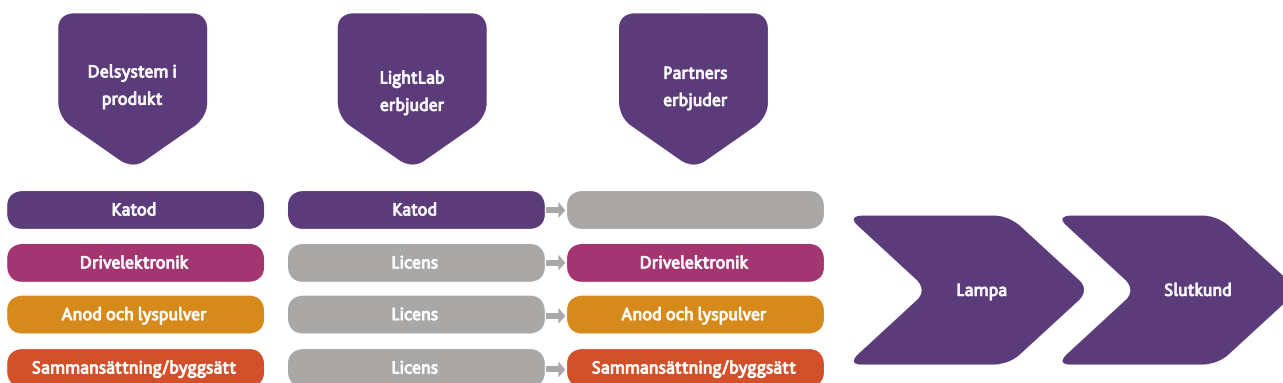 Delsystem i
produkt
LightLab
erbjuder
Partners
erbjuder
Katod
Katod
Drivelektronik
Licens
Drivelektronik
Anod och lyspulver
Licens
Anod och lyspulver
Sammansättning/byggsätt
Licens
Sammansättning/byggsätt
Lampa
Slutkund